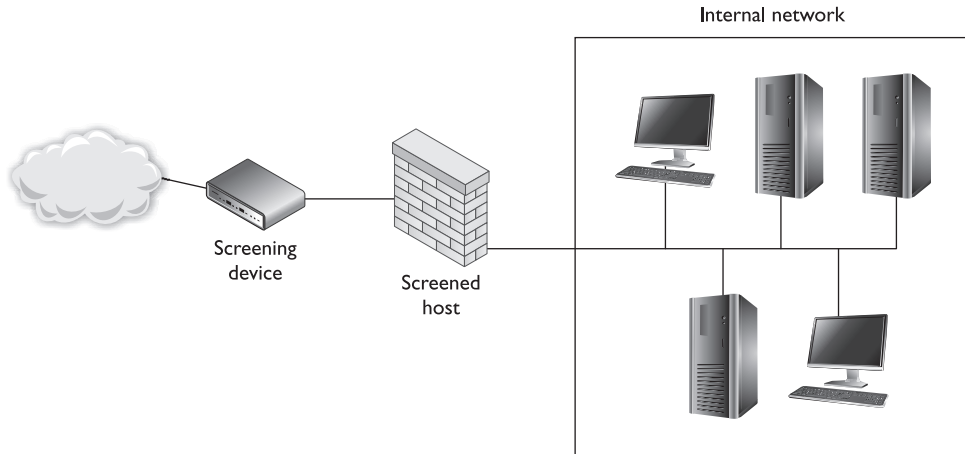 Internal network
Screening
device
Screened
host